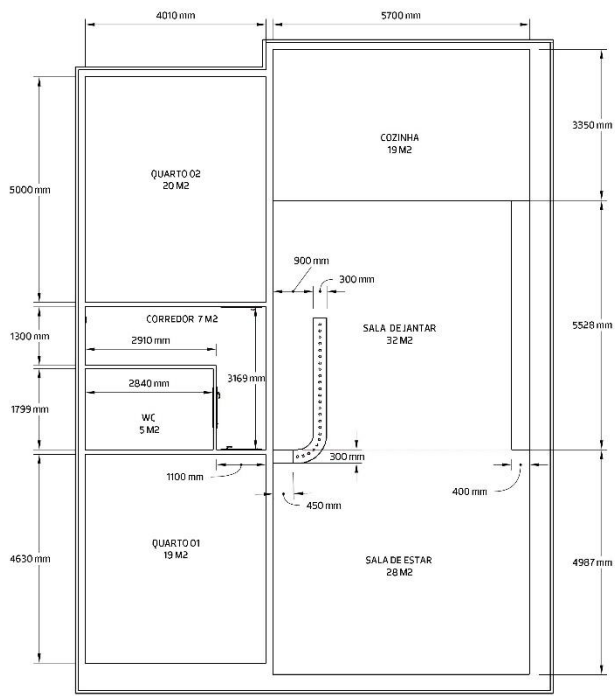 4010 mm
5700 mm
COZINHA
19 M2
3350 mm
QUARTO 02
20 M2
5000 mm
900 mm
300 mm
CORREDOR 7 M2
2910 mm
1300 mm
SALA DE JANTAR
32 M2
5528 mm
3169 mm
2840 mm
WC
5 M2
1799 mm
300 mm
1100 mm
450 mm
400 mm
QUARTO 01
19 M2
4630 mm
SALA DE ESTAR
28 M2
4987 mm